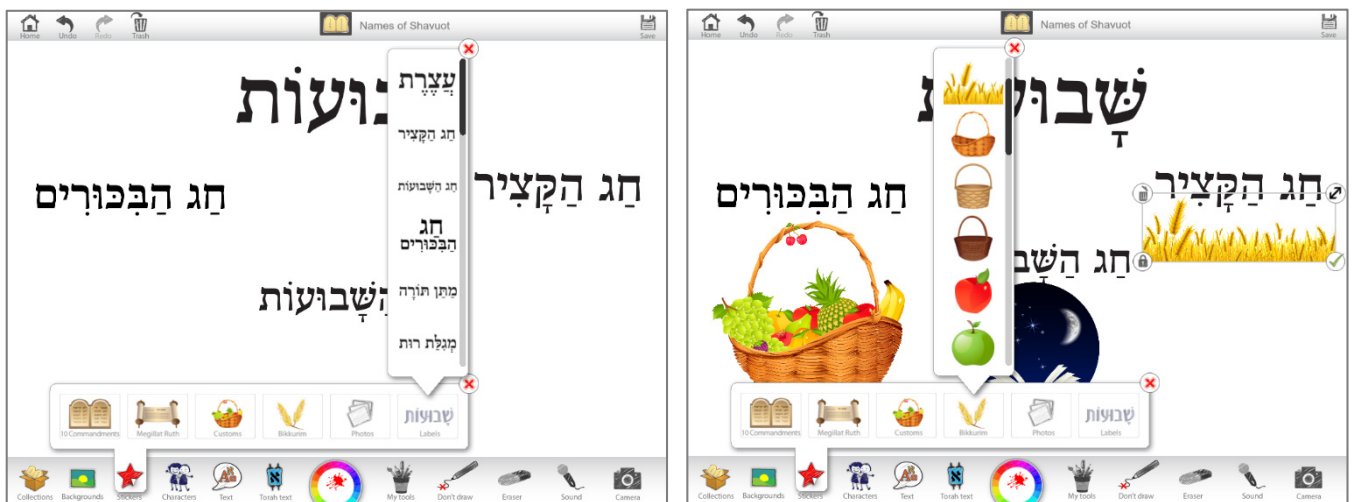 Home
Undo
Redo
Trash
Names of Shavuot
Save
בוּעוֹת
חַג הַקָּצִיר
חַג הַבִּכּוּרִים
הַשָּׁבוּעוֹת
עֲצֶרֶת
חַג הַקָּצִיר
חַג הַשָּׁבוּעוֹת
חַג
הַבִּכּוּרִים
מַתַּן תּוֹרָה
מְגִלַּת רוּת
10 Commandments
Megillat Ruth
Customs
Bikkurim
Photos
שָׁבוּעוֹת
Labels
Collections
Backgrounds
Stickers
Characters
Text
Torah text
My tools
Don't draw
Eraser
Sound
Camera
Home
Undo
Redo
Trash
Names of Shavuot
Save
שָּׁבוּ
חַג הַקָּצִיר
חַג הַבִּכּוּרִים
חַג הַשָּׁב
10 Commandments
Megillat Ruth
Customs
Bikkurim
Photos
שָׁבוּעוֹת
Labels
Collections
Backgrounds
Stickers
Characters
Text
Torah text
My tools
Don't draw
Eraser
Sound
Camera